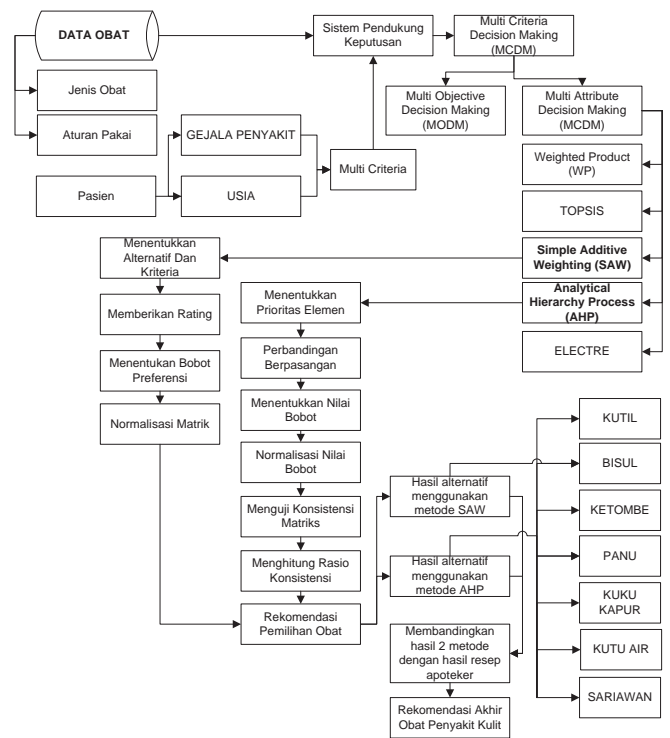 DATA OBAT
Sistem Pendukung
Keputusan
Multi Criteria
Decision Making
(MCDM)
Jenis Obat
Multi Objective
Decision Making
(MODM)
Multi Attribute
Decision Making
(MCDM)
Aturan Pakai
GEJALA PENYAKIT
Multi Criteria
Weighted Product
(WP)
Pasien
USIA
TOPSIS
Menentukkan
Alternatif Dan
Kriteria
Simple Additive
Weighting (SAW)
Memberikan Rating
Menentukkan
Prioritas Elemen
Analytical
Hierarchy Process
(AHP)
Menentukan Bobot
Preferensi
Perbandingan
Berpasangan
ELECTRE
Normalisasi Matrik
Menentukkan Nilai
Bobot
KUTIL
Normalisasi Nilai
Bobot
BISUL
Menguji Konsistensi
Matriks
Hasil alternatif
menggunakan
metode SAW
KETOMBE
Menghitung Rasio
Konsistensi
Hasil alternatif
menggunakan
metode AHP
PANU
Rekomendasi
Pemilihan Obat
KUKU
KAPUR
Membandingkan
hasil 2 metode
dengan hasil resep
apoteker
KUTU AIR
Rekomendasi Akhir
Obat Penyakit Kulit
SARIAWAN